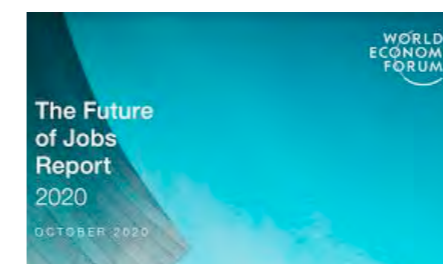 WORLD
ECONOM
FORUM
The Future
of Jobs
Report
2020
OCTOBER 2020